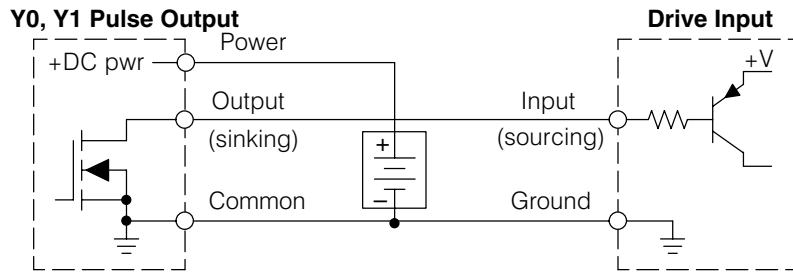 Y0, Y1 Pulse Output
Drive Input
Power
+DC pwr
+V
Output
(sinking)
Input
(sourcing)
+
–
Common
Ground